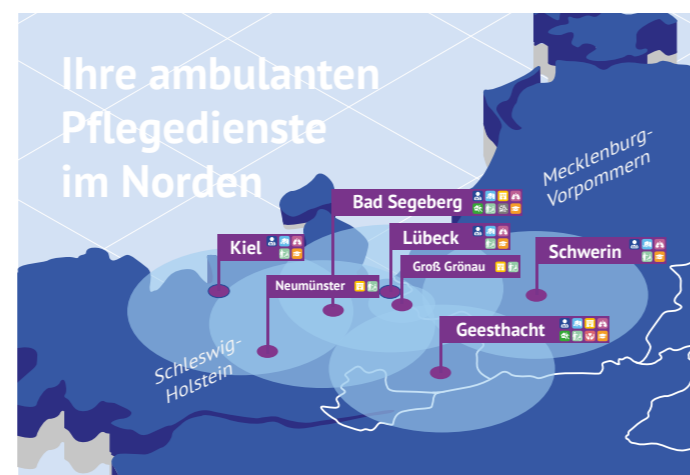 Ihre ambulanten
Pflegedienste
im Norden
Mecklenburg-
Vorpommern
Bad Segeberg
Kiel
Lübeck
Schwerin
Groß Grönau
Neumünster
Geesthacht
Schleswig-
Holstein